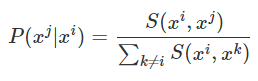 P(x^j|x^i) = \frac{S(x^i, x^j)}{\sum_{k \neq i} S(x^i, x^k)}